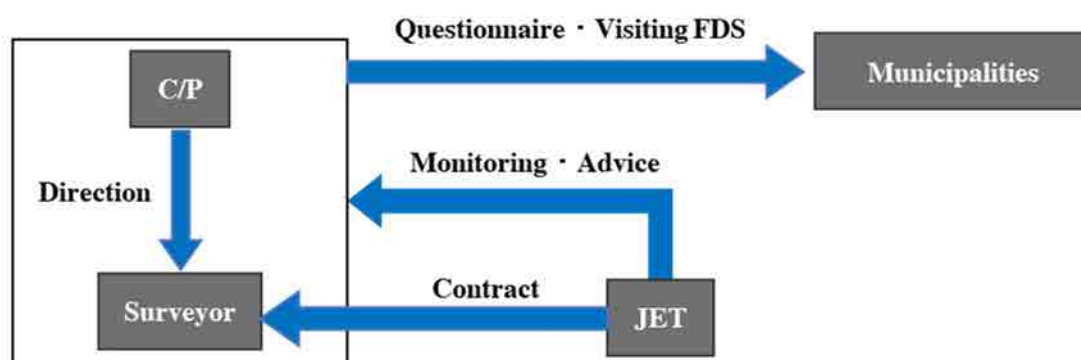 Questionnaire・Visiting FDS
C/P
Municipalities
Monitoring・Advice
Direction
Contract
Surveyor
JET